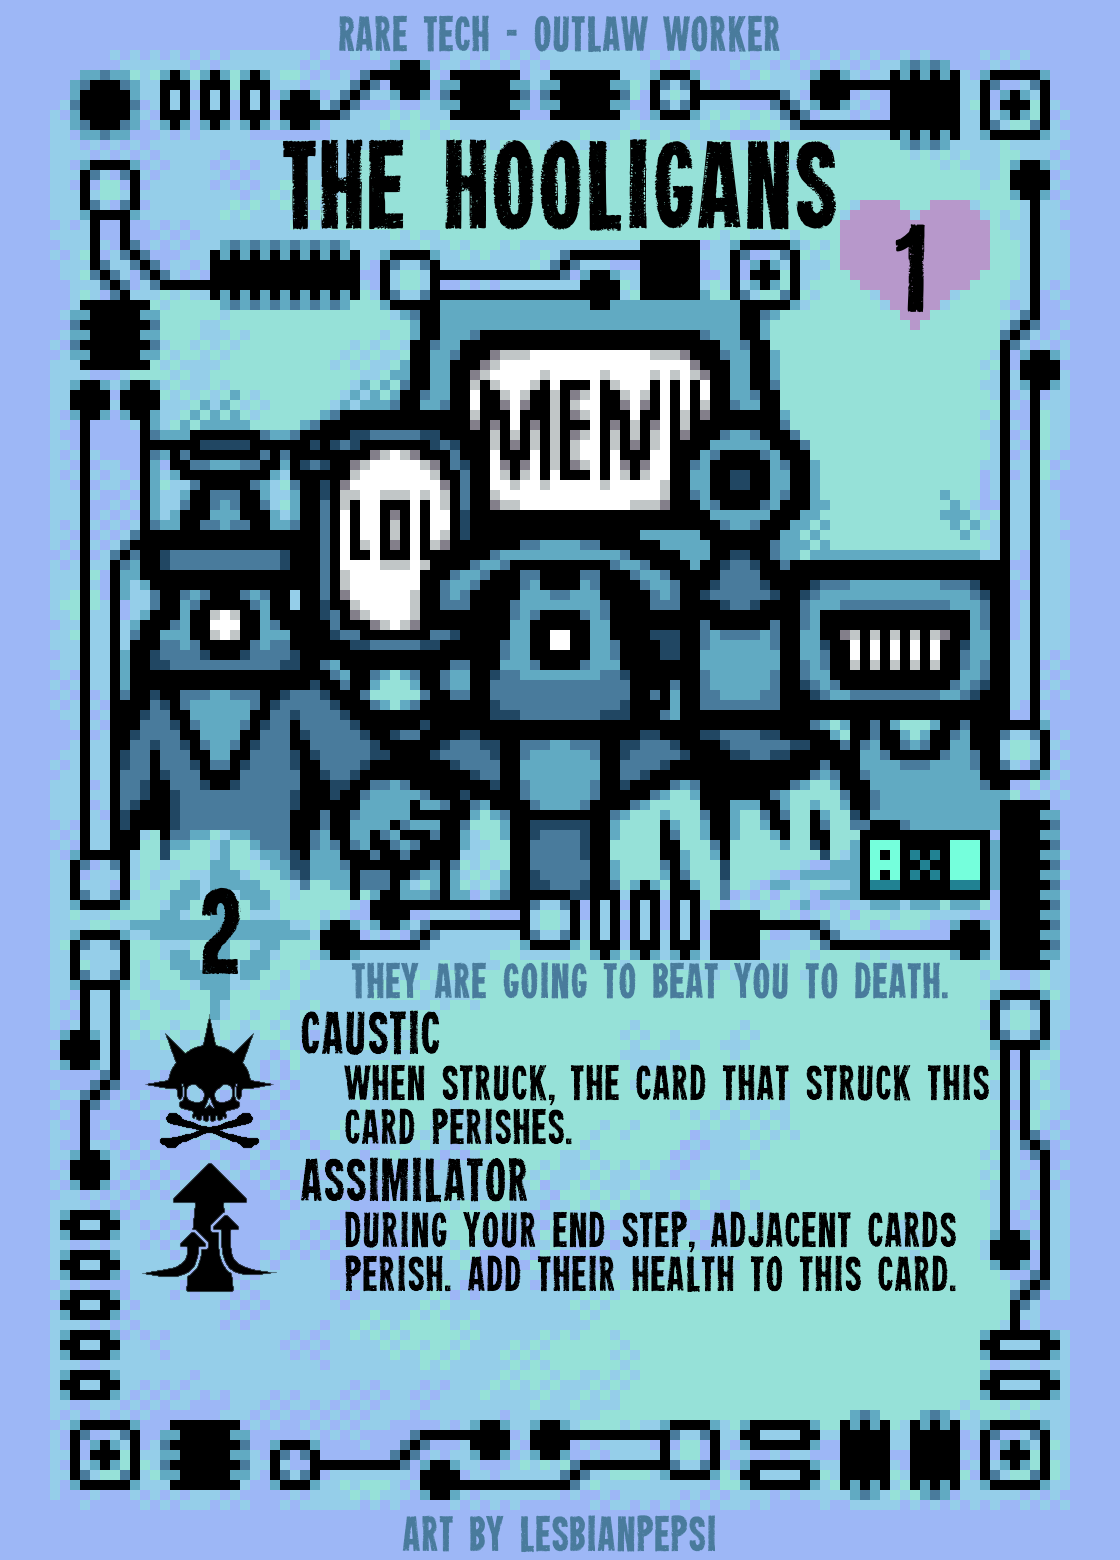 RARE TECH - OUTLAW WORKER
THE HOOLIGANS
1
MENU
LOL
A
2
THEY ARE GOING TO BEAT YOU TO DEATH.
CAUSTIC
WHEN STRUCK, THE CARD THAT STRUCK THIS
CARD PERISHES.
ASSIMILATOR
DURING YOUR END STEP, ADJACENT CARDS
PERISH. ADD THEIR HEALTH TO THIS CARD.
ART BY LESBIANPEPSI